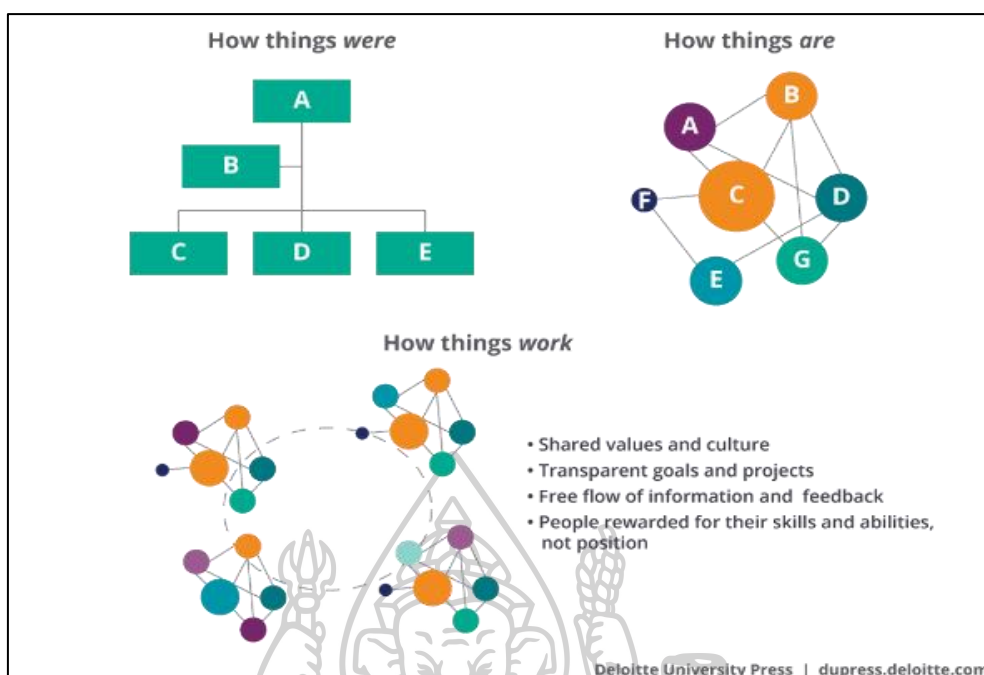 How things were
A
B
C
D
E
How things are
B
A
C
D
F
G
E
How things work
• Shared values and culture
• Transparent goals and projects
• Free flow of information and feedback
• People rewarded for their skills and abilities,
not position
Deloitte University Press | dupress.deloitte.com